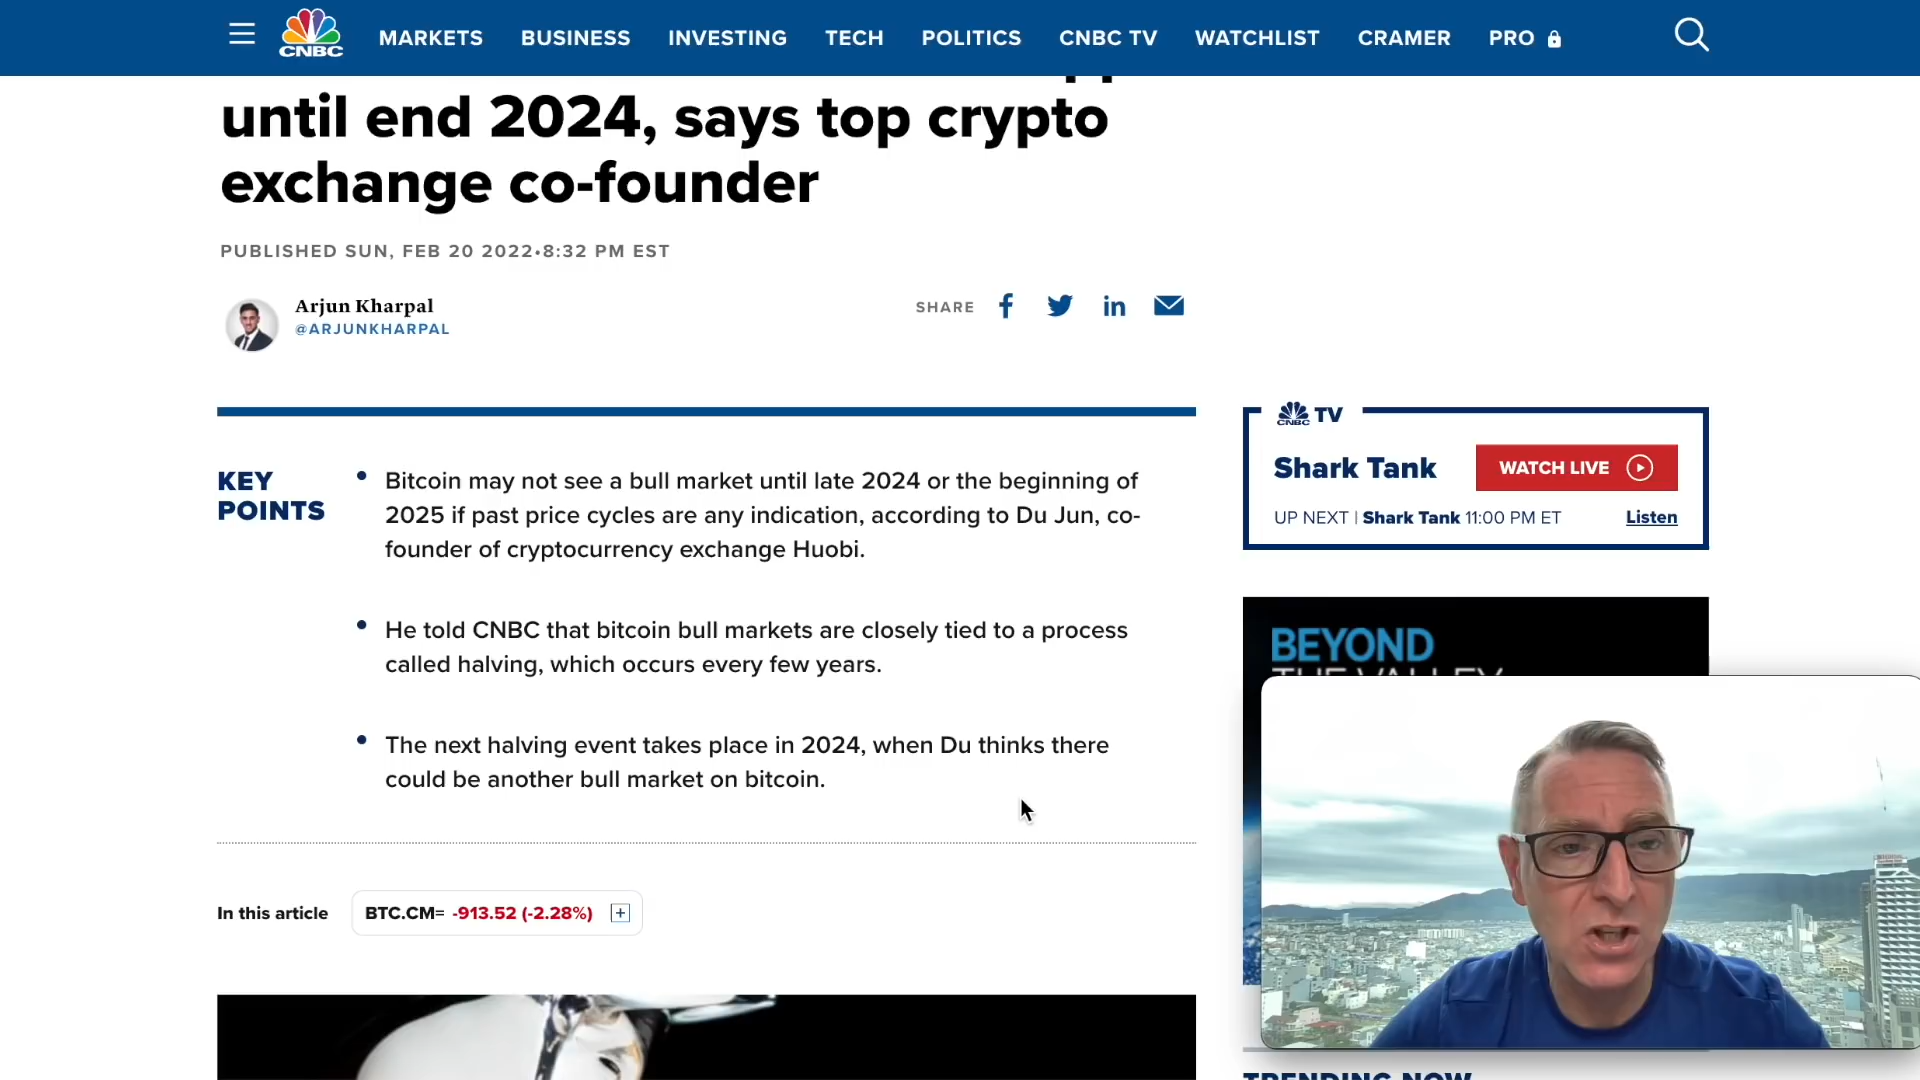 CNBC
MARKETS BUSINESS INVESTING TECH POLITICS CNBC TV WATCHLIST CRAMER PRO
until end 2024, says top crypto
exchange co-founder
PUBLISHED SUN, FEB 20 2022•8:32 PM EST
Arjun Kharpal
@ARJUNKHARPAL
SHARE
KEY
POINTS
• Bitcoin may not see a bull market until late 2024 or the beginning of
2025 if past price cycles are any indication, according to Du Jun, co-
founder of cryptocurrency exchange Huobi.
• He told CNBC that bitcoin bull markets are closely tied to a process
called halving, which occurs every few years.
• The next halving event takes place in 2024, when Du thinks there
could be another bull market on bitcoin.
In this article
BTC.CM= -913.52 (-2.28%)
CNBC TV
Shark Tank
WATCH LIVE
UP NEXT | Shark Tank 11:00 PM ET
Listen
BEYOND
THE VALLEY
TRENDING NOW